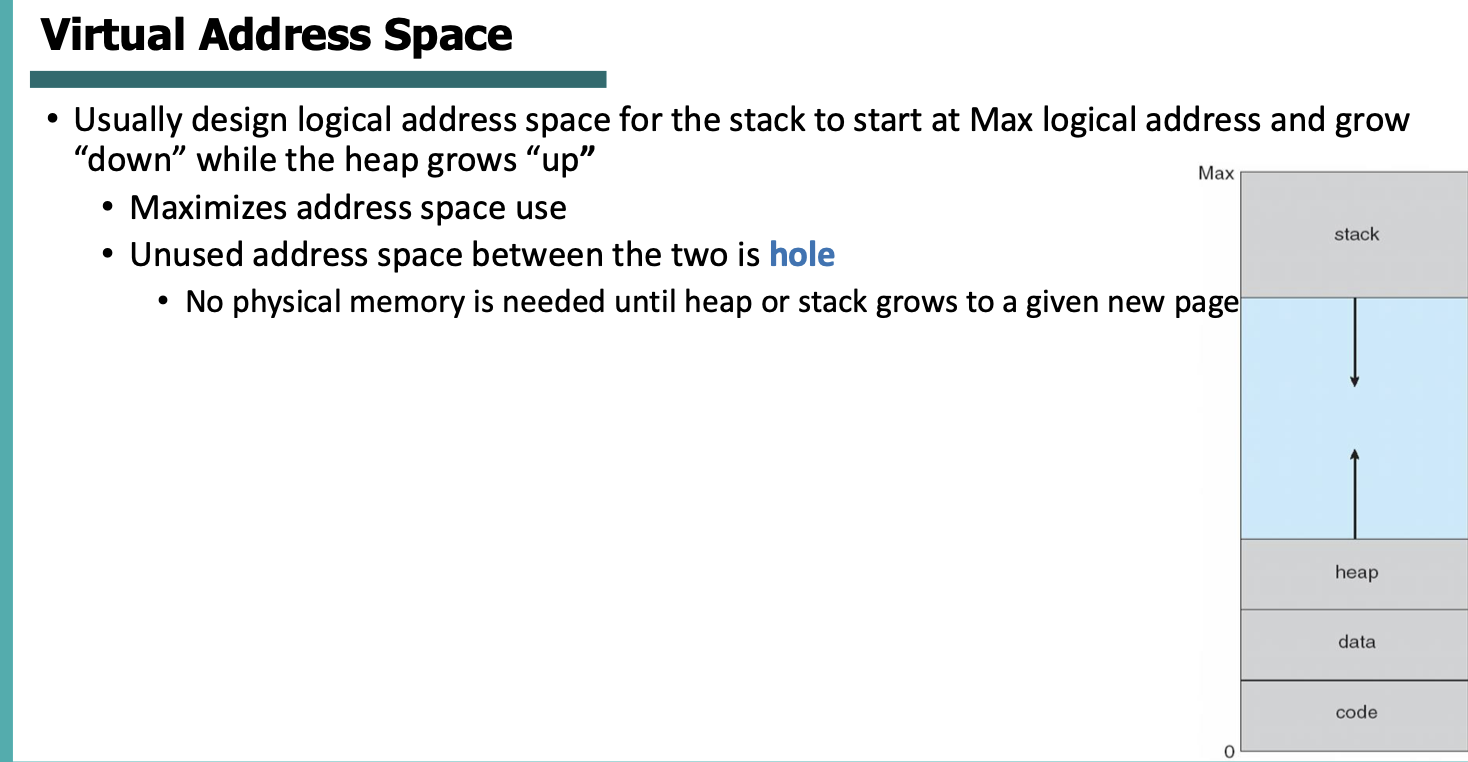 Virtual Address Space
• Usually design logical address space for the stack to start at Max logical address and grow
“down” while the heap grows “up”
• Maximizes address space use
• Unused address space between the two is hole
• No physical memory is needed until heap or stack grows to a given new page
Max
stack
heap
data
code
0